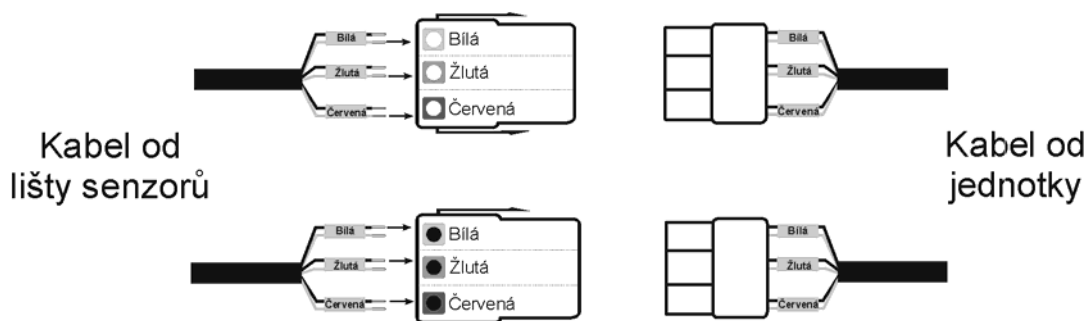 Bílá
Žlutá
Červená
Bílá
Žlutá
Červená
Bílá
Žlutá
Červená
Kabel od
lišty senzorů
Kabel od
jednotky
Bílá
Žlutá
Červená
Bílá
Žlutá
Červená
Bílá
Žlutá
Červená